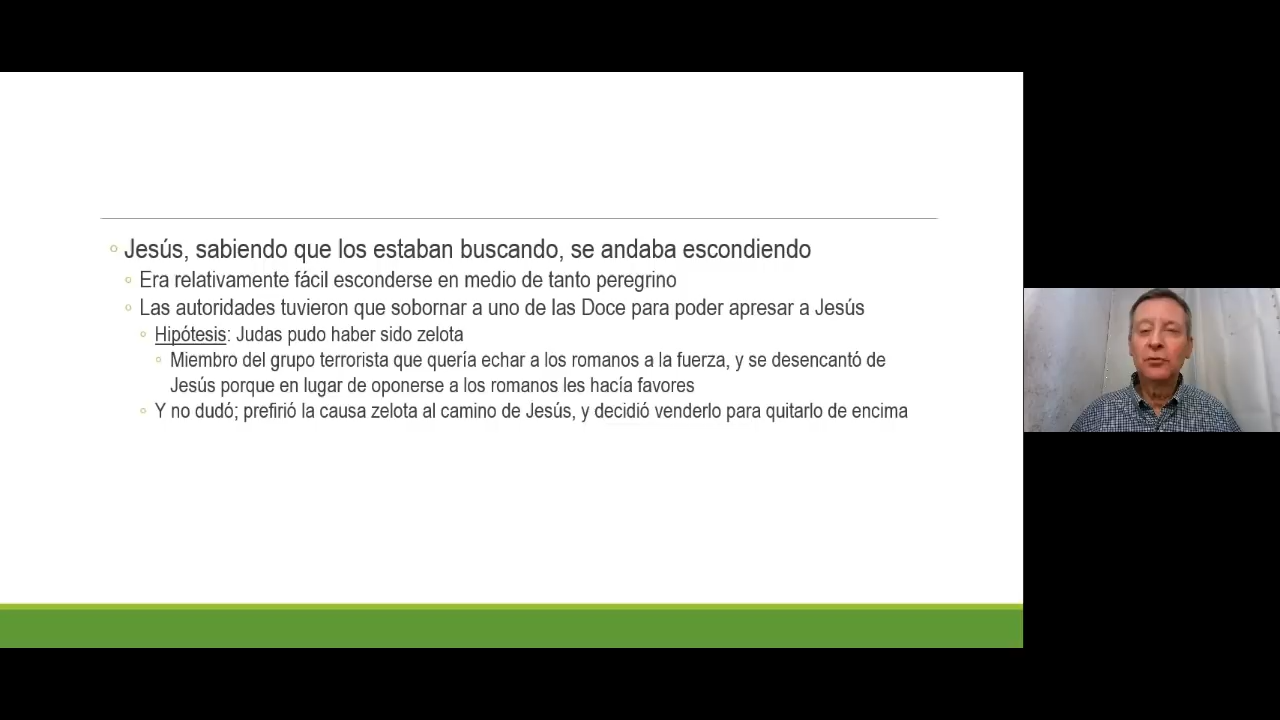 Jesús, sabiendo que los estaban buscando, se andaba escondiendo
Era relativamente fácil esconderse en medio de tanto peregrino
Las autoridades tuvieron que sobornar a uno de las Doce para poder apresar a Jesús
Hipótesis: Judas pudo haber sido zelota
Miembro del grupo terrorista que quería echar a los romanos a la fuerza, y se desencantó de
Jesús porque en lugar de oponerse a los romanos les hacía favores
Y no dudó; prefirió la causa zelota al camino de Jesús, y decidió venderlo para quitarlo de encima